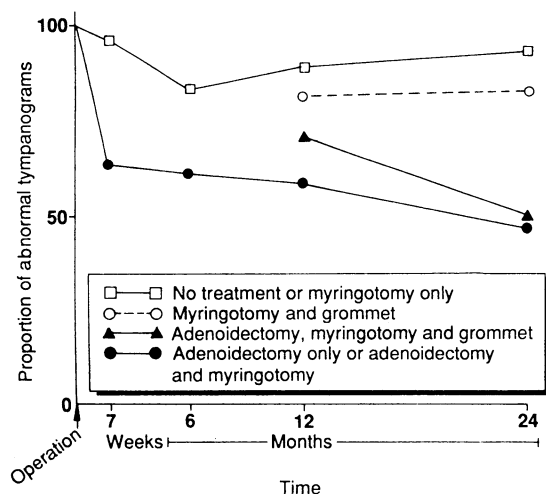 Proportion of abnormal tympanograms
100
50
0
No treatment or myringotomy only
Myringotomy and grommet
Adenoidectomy, myringotomy and grommet
Adenoidectomy only or adenoidectomy
and myringotomy
7 6 12 24
Operation
Weeks Months
Time